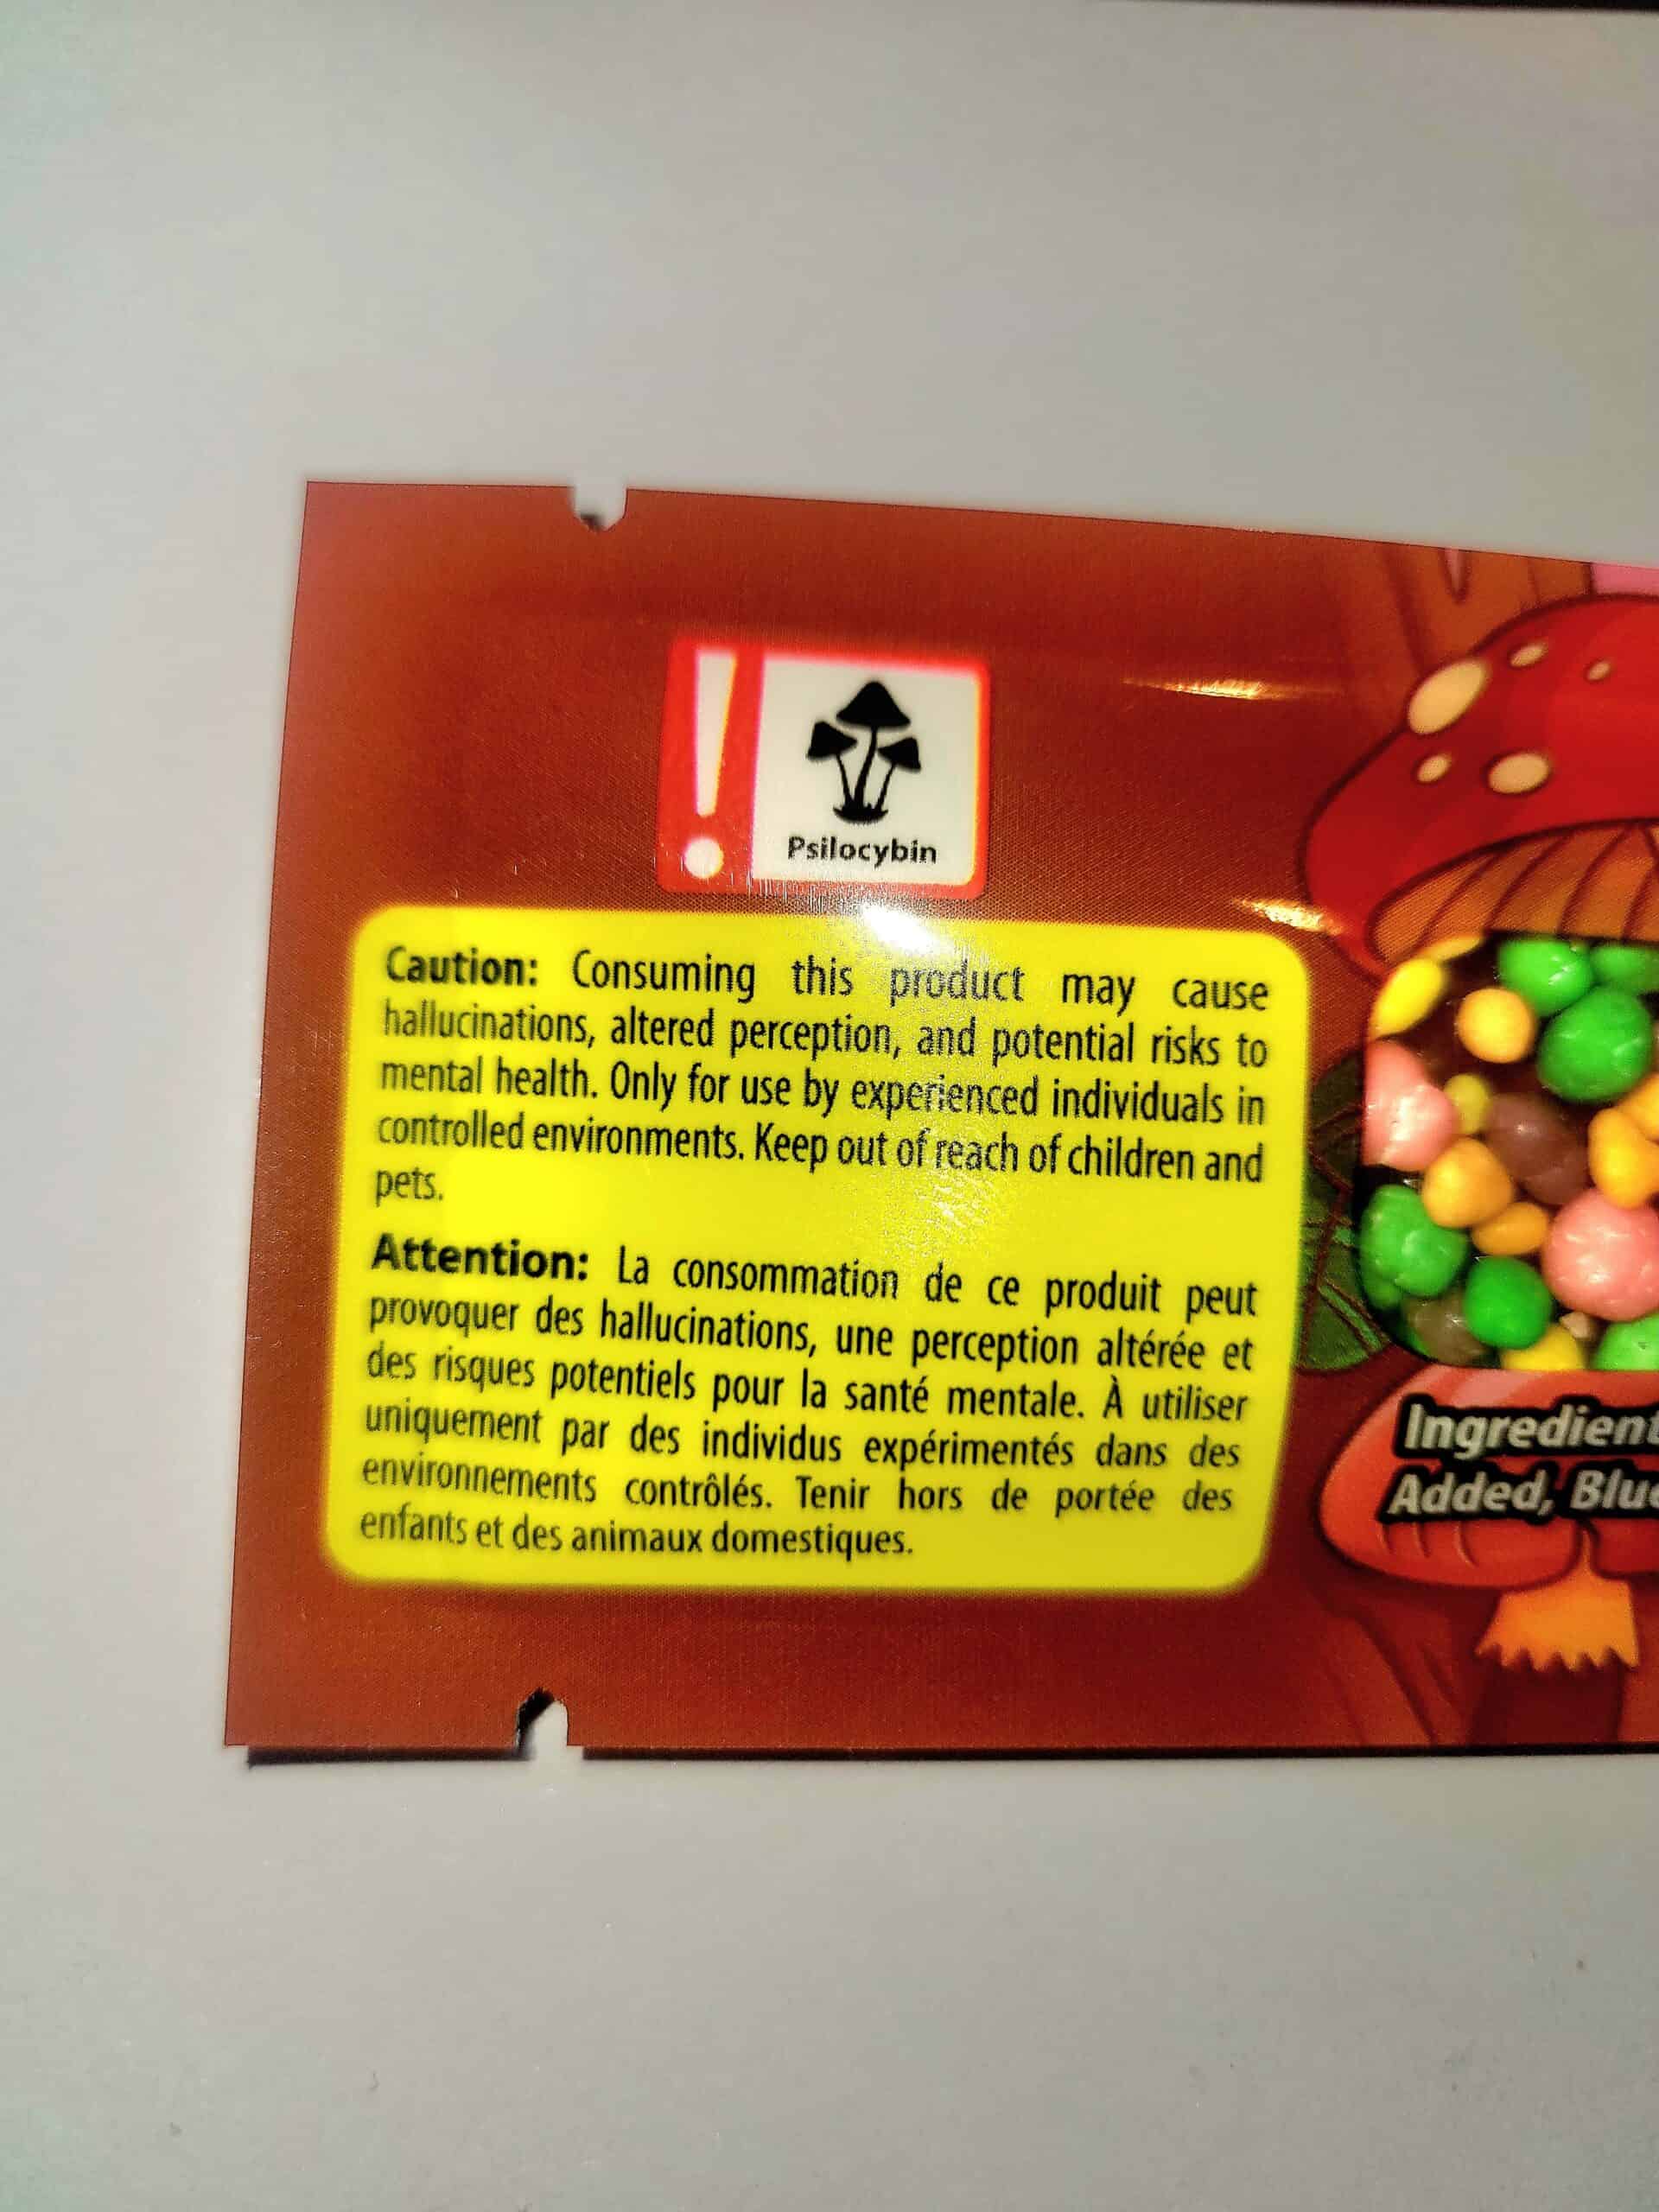 Psilocybin
Caution: Consuming this product may cause
hallucinations, altered perception, and potential risks to
mental health. Only for use by experienced individuals in
controlled environments. Keep out of reach of children and
pets.
Attention: La consommation de ce produit peut
provoquer des hallucinations, une perception altérée et
des risques potentiels pour la santé mentale. À utiliser
uniquement par des individus expérimentés dans des
environnements contrôlés. Tenir hors de portée des
enfants et des animaux domestiques.
Ingredient
Added, Blue